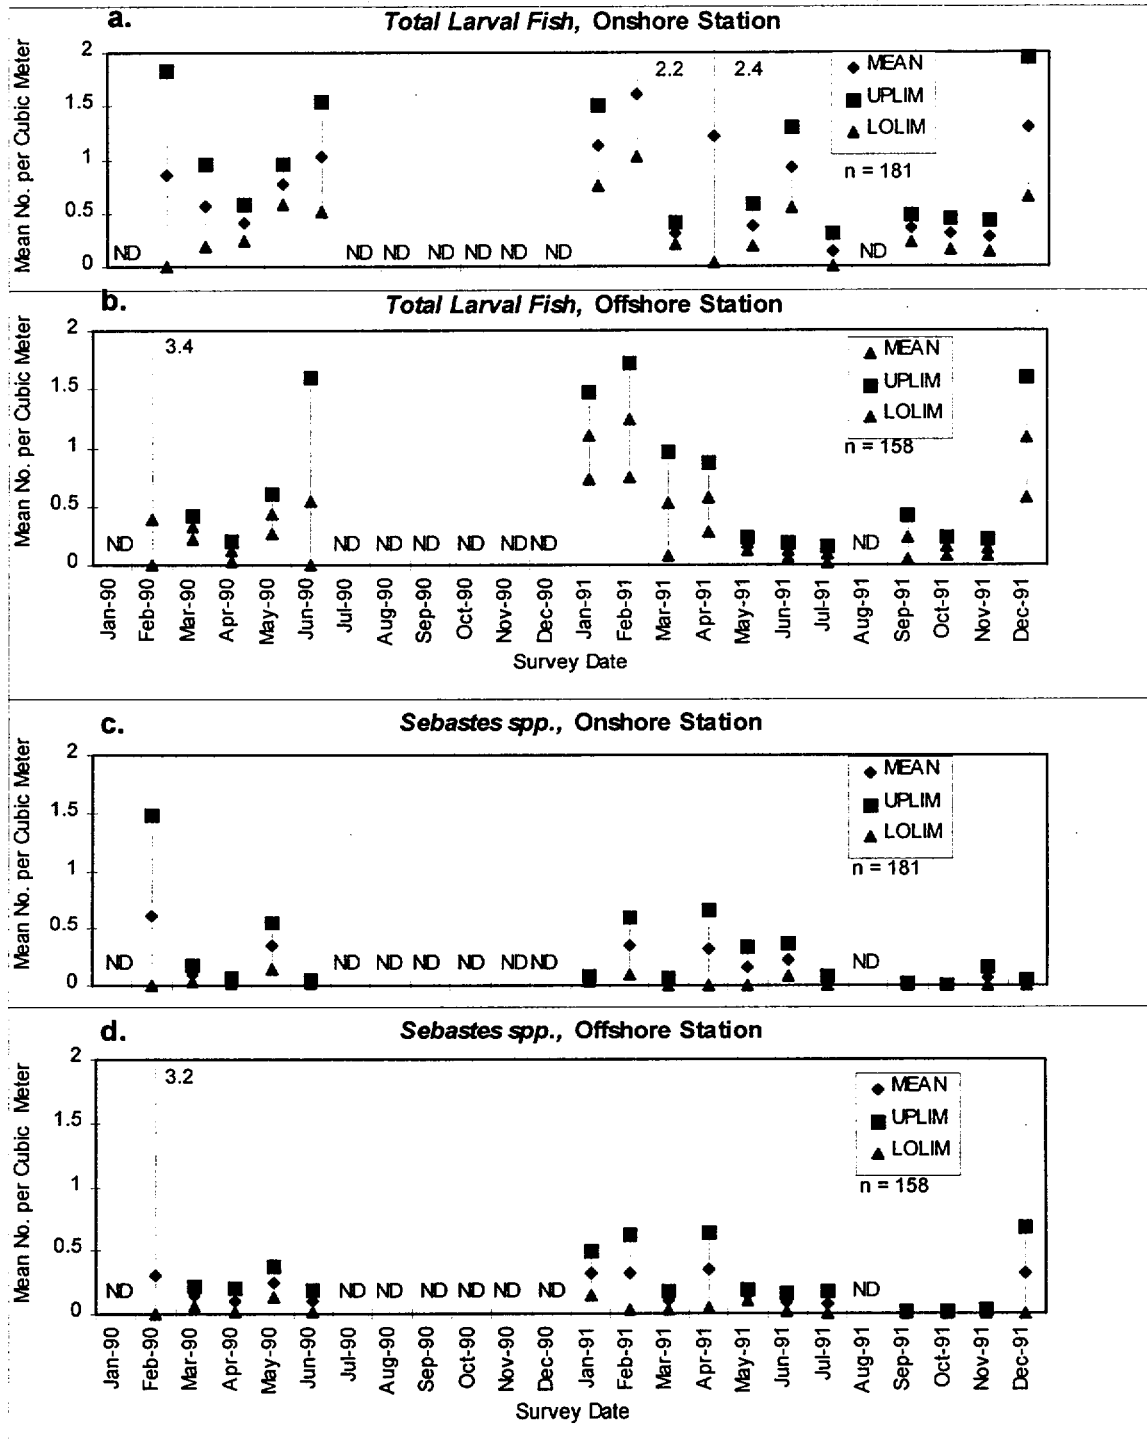 a.
Total Larval Fish, Onshore Station
Mean No. per Cubic Meter
2
1.5
1
0.5
0
2.2
2.4
MEAN
UPLIM
LOLIM
n = 181
ND
ND ND ND ND ND ND
ND
b.
Total Larval Fish, Offshore Station
Mean No. per Cubic Meter
2
1.5
1
0.5
0
3.4
MEAN
UPLIM
LOLIM
n = 158
ND
ND ND ND ND ND ND
ND
Jan-90 Feb-90 Mar-90 Apr-90 May-90 Jun-90 Jul-90 Aug-90 Sep-90 Oct-90 Nov-90 Dec-90 Jan-91 Feb-91 Mar-91 Apr-91 May-91 Jun-91 Jul-91 Aug-91 Sep-91 Oct-91 Nov-91 Dec-91
Survey Date
c.
Sebastes spp., Onshore Station
Mean No. per Cubic Meter
2
1.5
1
0.5
0
MEAN
UPLIM
LOLIM
n = 181
ND
ND ND ND ND ND ND
ND
d.
Sebastes spp., Offshore Station
Mean No. per Cubic Meter
2
1.5
1
0.5
0
3.2
MEAN
UPLIM
LOLIM
n = 158
ND
ND ND ND ND ND ND
ND
Jan-90 Feb-90 Mar-90 Apr-90 May-90 Jun-90 Jul-90 Aug-90 Sep-90 Oct-90 Nov-90 Dec-90 Jan-91 Feb-91 Mar-91 Apr-91 May-91 Jun-91 Jul-91 Aug-91 Sep-91 Oct-91 Nov-91 Dec-91
Survey Date